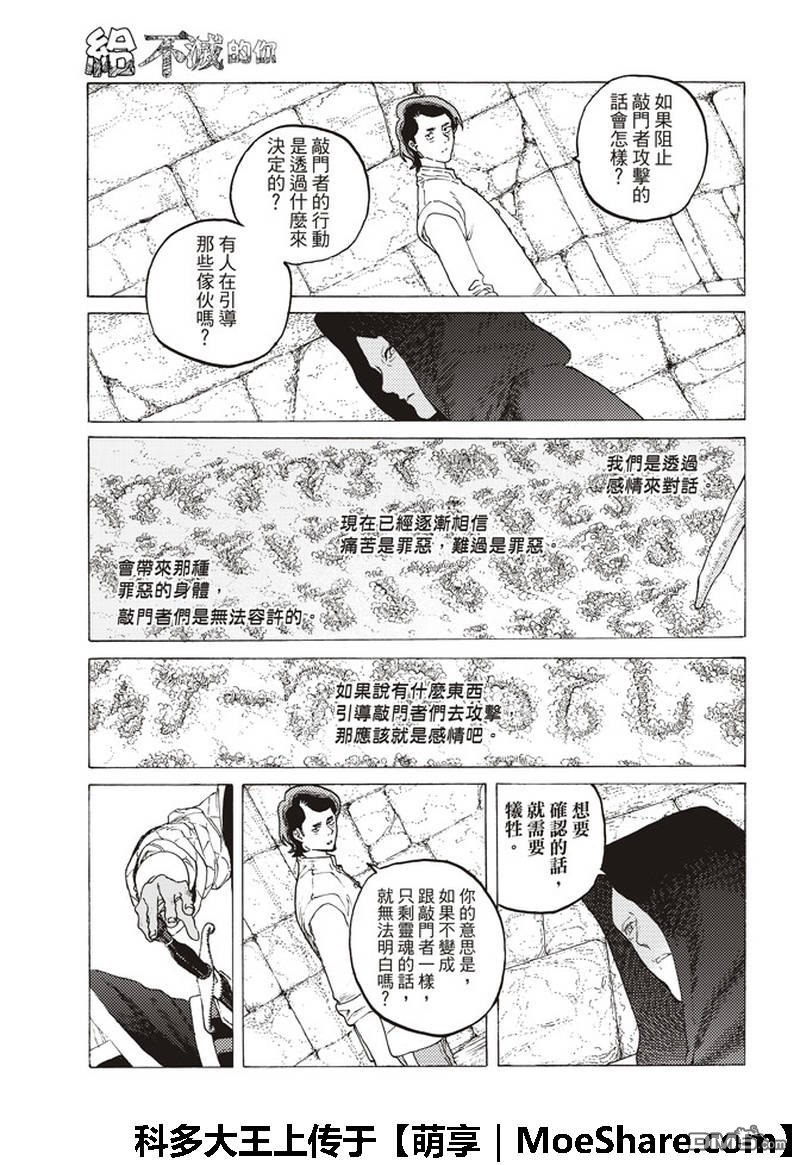 給不滅的你
如果阻止
敲門者攻擊的
話會怎樣？
敲門者的行動
是透過什麼來
決定的？
有人在引導
那些傢伙嗎？
我們是透過
感情來對話。
現在已經逐漸相信
痛苦是罪惡，難過是罪惡。
會帶來那種
罪惡的身體，
敲門者們是無法容許的。
如果說有什麼東西
引導敲門者們去攻擊，
那應該就是感情吧。
想要
確認的話，
就需要
犧牲。
你的意思是，
如果不變成
跟敲門者一樣，
只剩靈魂的話，
就無法明白嗎？
科多大王上传于【萌享｜MoeShare.com】